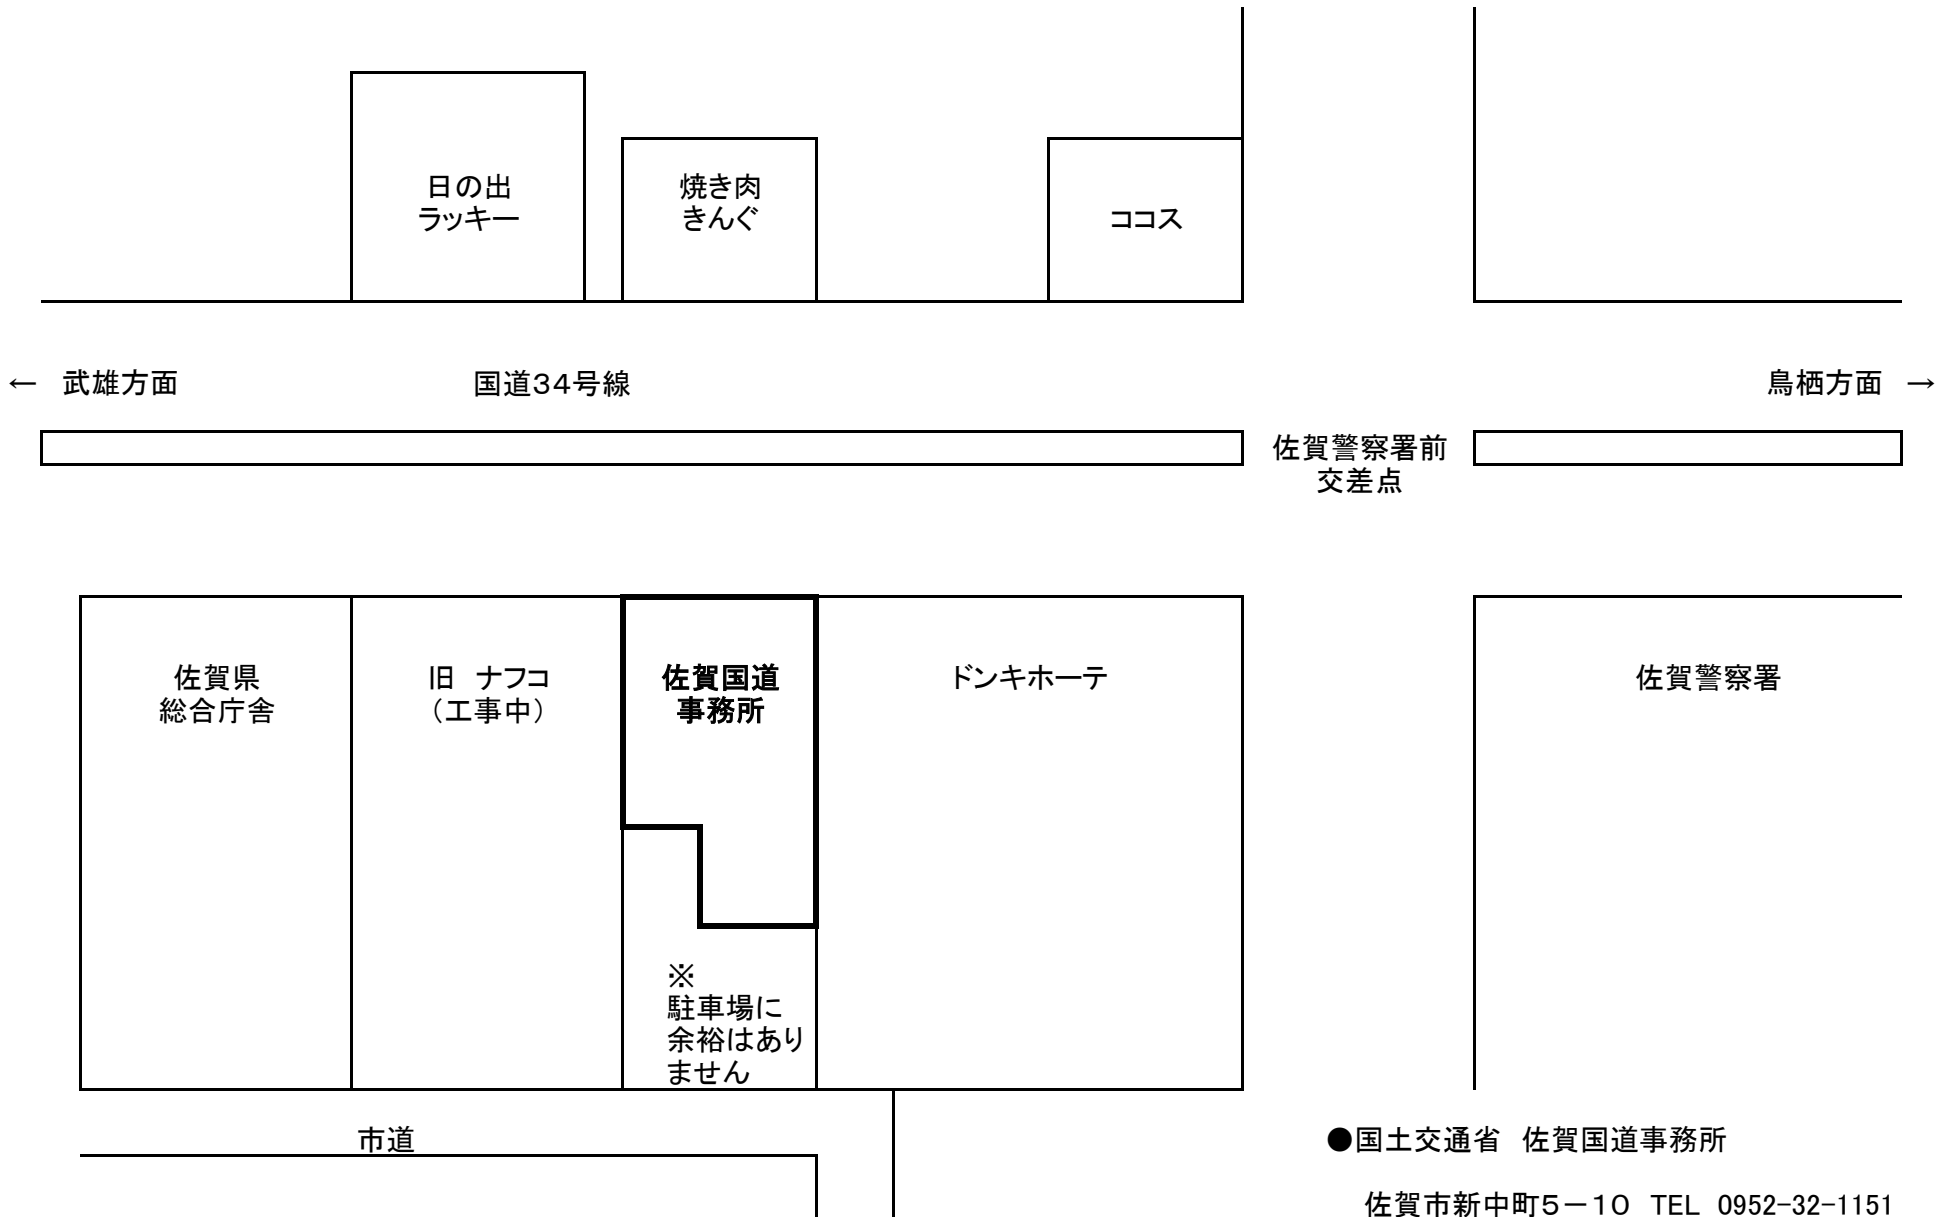 日の出
ラッキー
焼き肉
きんぐ
ココス
← 武雄方面
国道34号線
鳥栖方面 →
佐賀警察署前
交差点
佐賀県
総合庁舎
旧 ナフコ
（工事中）
佐賀国道
事務所
ドンキホーテ
佐賀警察署
※
駐車場に
余裕はあり
ません
市道
●国土交通省 佐賀国道事務所
佐賀市新中町5－10 TEL 0952-32-1151